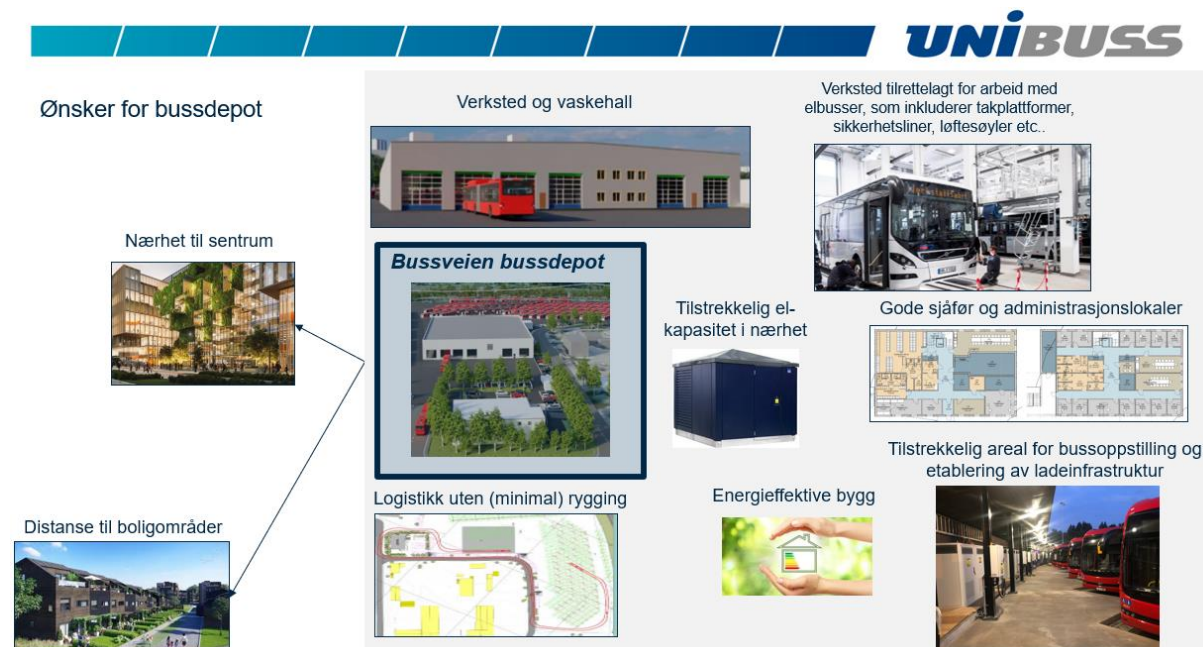 UNIBUSS
Ønsker for bussdepot
Verksted og vaskehall
Verksted tilrettelagt for arbeid med
elbusser, som inkluderer takplattformer,
sikkerhetsliner, løftesøyler etc..
Nærhet til sentrum
Bussveien bussdepot
Tilstrekkelig el-
kapasitet i nærhet
Gode sjåfør og administrasjonslokaler
Tilstrekkelig areal for bussoppstilling og
etablering av ladeinfrastruktur
Logistikk uten (minimal) rygging
Energieffektive bygg
Distanse til boligområder